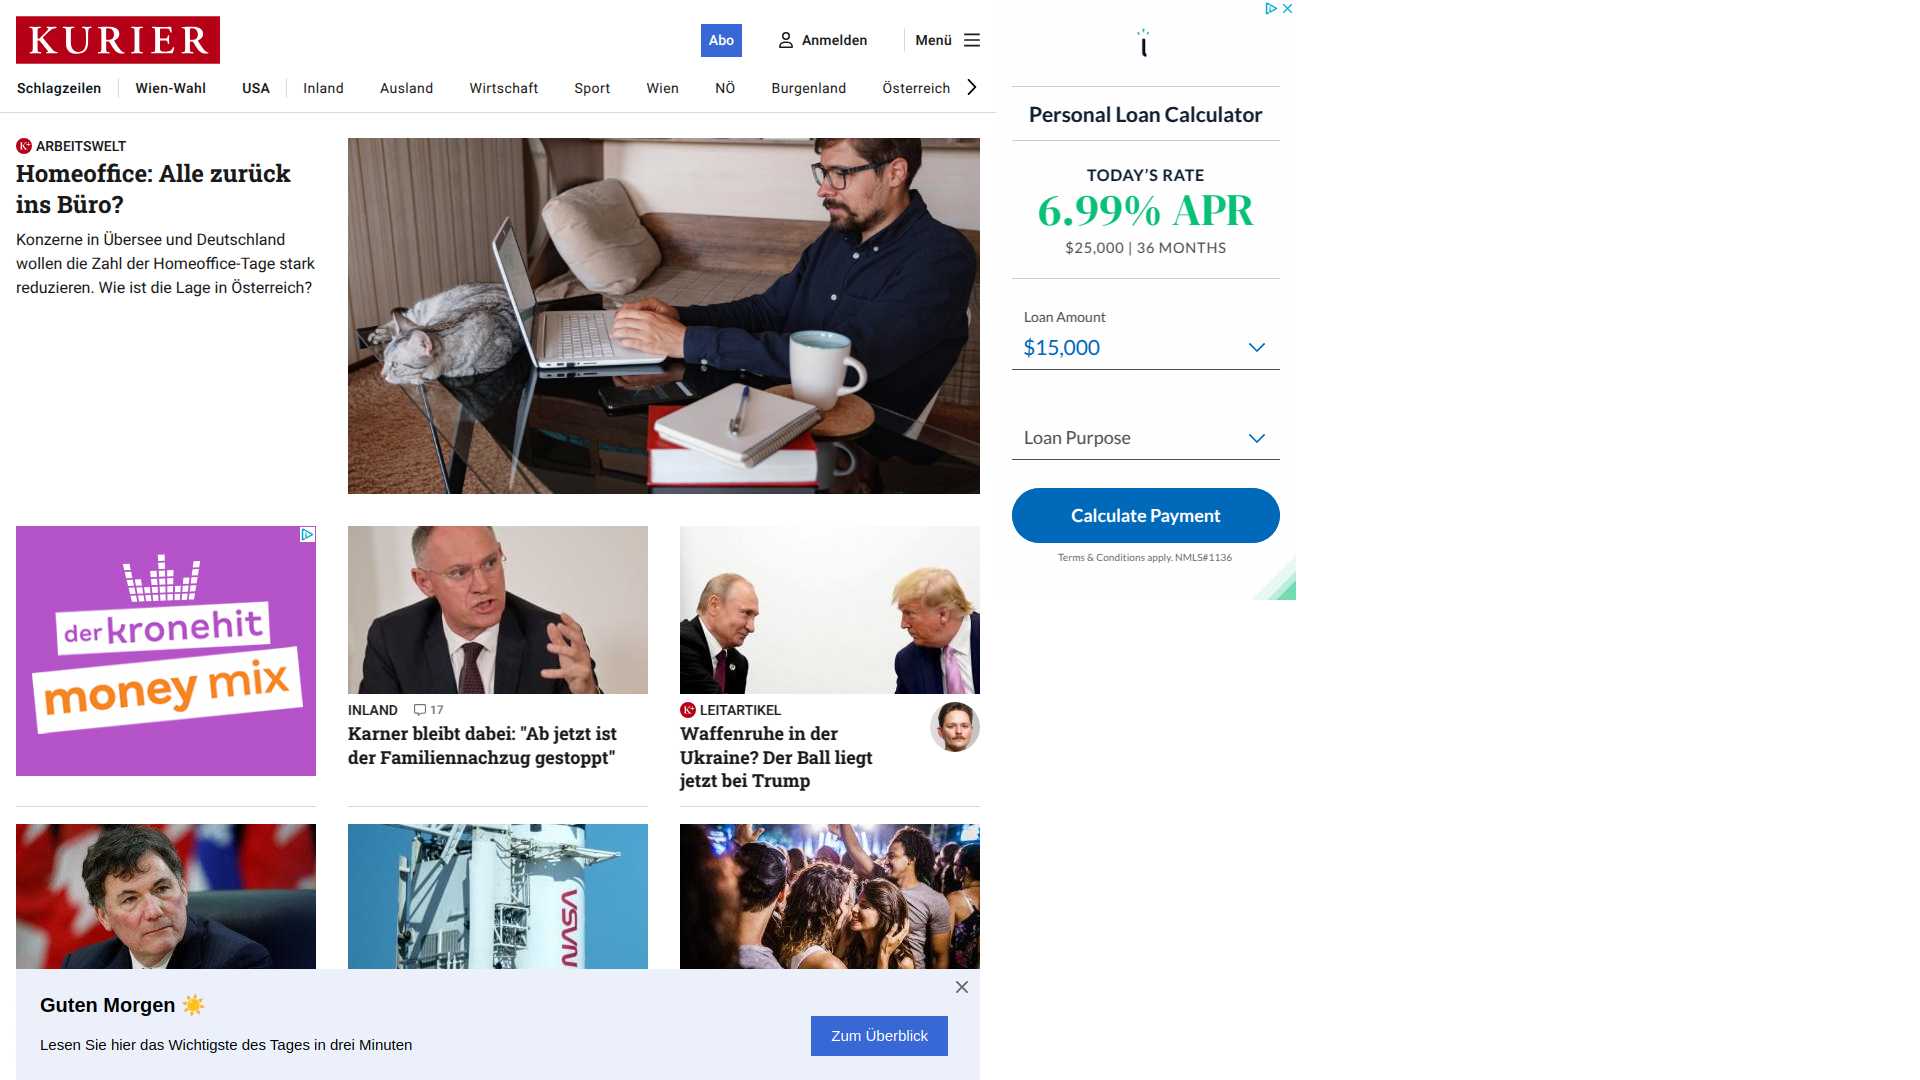 KURIER
Abo
Anmelden
Menü
Schlagzeilen
Wien-Wahl
USA
Inland
Ausland
Wirtschaft
Sport
Wien
NÖ
Burgenland
Österreich
K+ ARBEITSWELT
Homeoffice: Alle zurück
ins Büro?
Konzerne in Übersee und Deutschland
wollen die Zahl der Homeoffice-Tage stark
reduzieren. Wie ist die Lage in Österreich?
Personal Loan Calculator
TODAY'S RATE
6.99% APR
$25,000 | 36 MONTHS
Loan Amount
$15,000
Loan Purpose
Calculate Payment
Terms & Conditions apply. NMLS#1136
der kronehit
money mix
INLAND 17
Karner bleibt dabei: "Ab jetzt ist
der Familiennachzug gestoppt"
K+ LEITARTIKEL
Waffenruhe in der
Ukraine? Der Ball liegt
jetzt bei Trump
NASA
Guten Morgen ☀️
Lesen Sie hier das Wichtigste des Tages in drei Minuten
Zum Überblick